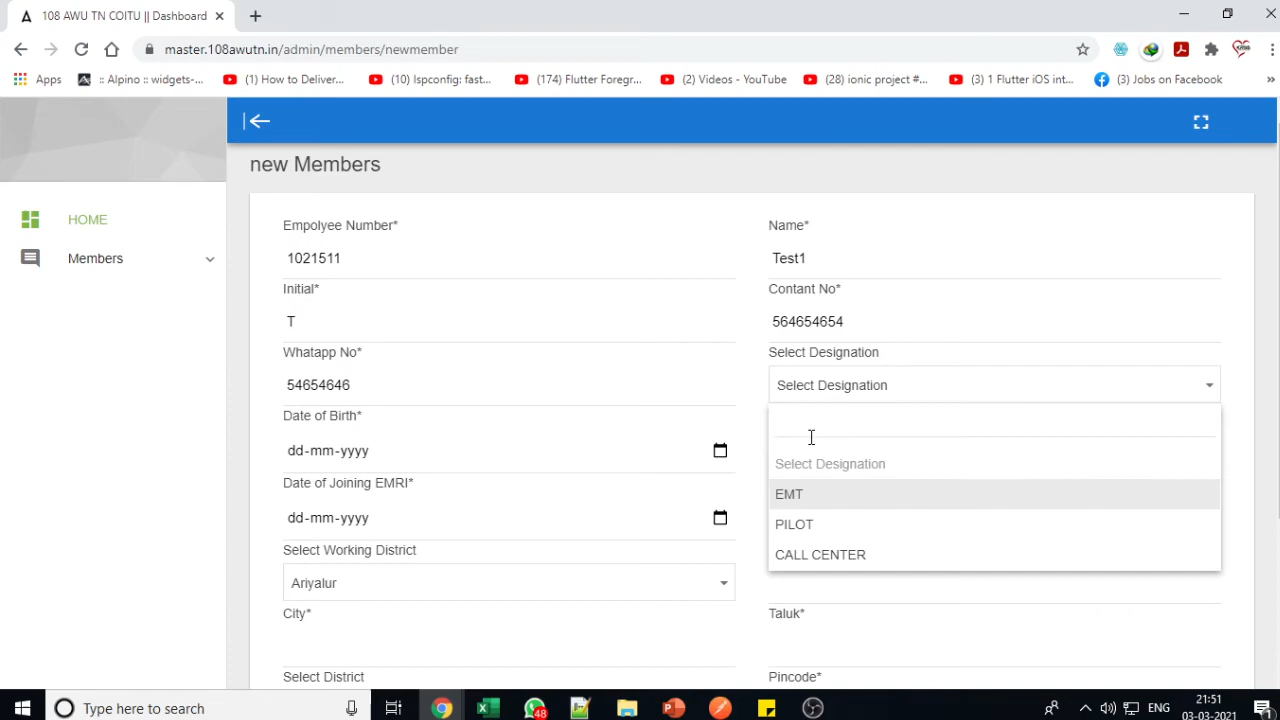 108 AWU TN COITU || Dashboard
master.108awutn.in/admin/members/newmember
Apps
:: Alpino :: widgets-...
(1) How to Deliver...
(10) Ispconfig: fast...
(174) Flutter Foregr...
(2) Videos - YouTube
(28) ionic project #...
(3) 1 Flutter iOS int...
(3) Jobs on Facebook
»
new Members
HOME
Members
Empolyee Number*
Name*
1021511
Test1
Initial*
Contant No*
T
564654654
Whatapp No*
Select Designation
54654646
Select Designation
Date of Birth*
dd-mm-yyyy
Select Designation
Date of Joining EMRI*
EMT
dd-mm-yyyy
PILOT
Select Working District
CALL CENTER
Ariyalur
City*
Taluk*
Select District
Pincode*
Type here to search
48
ENG
21:51
03-03-2021